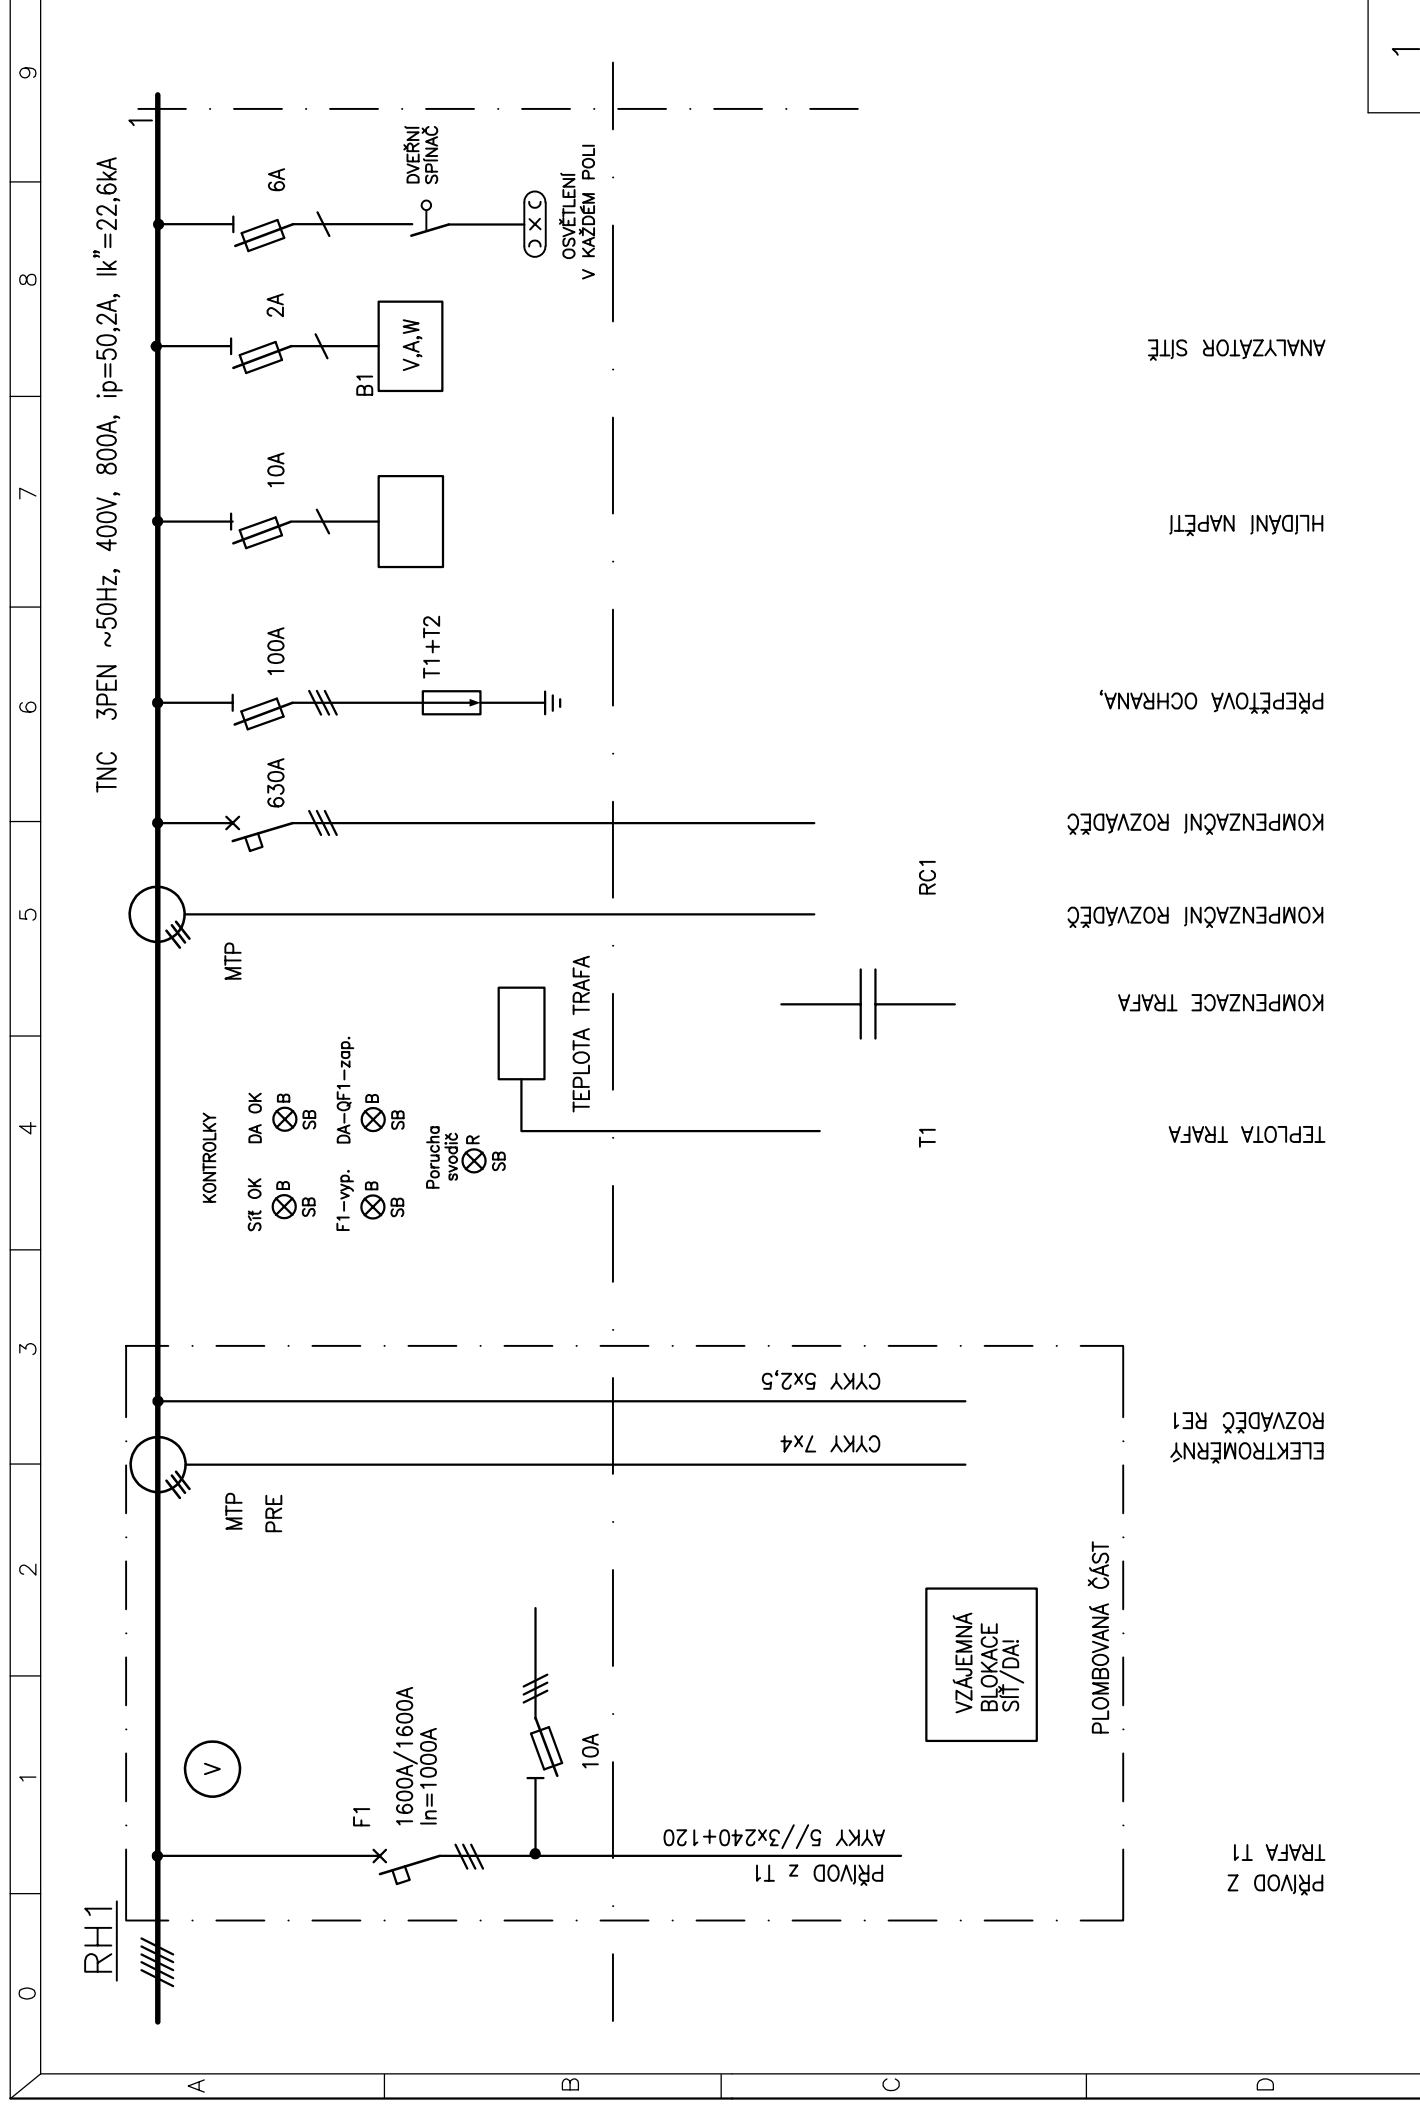 0 1 2 3 4 5 6 7 8 9
RH1
TNC 3PEN ~50Hz, 400V, 800A, ip=50,2A, Ik"=22,6kA
1
V
F1
1600A/1600A
In=1000A
10A
PŘÍVOD z T1
AYKY 5//3x240+120
VZÁJEMNÁ
BLOKACE
SÍŤ/DA!
PLOMBOVANÁ ČÁST
MTP
PRE
CYKY 7x4
CYKY 5x2,5
KONTROLKY
Síť OK
B
SB
DA OK
B
SB
F1-vyp.
B
SB
DA-QF1-zap.
B
SB
Porucha
svodič
R
SB
TEPLOTA TRAFA
T1
MTP
RC1
630A
100A
T1+T2
10A
2A
B1
V,A,W
6A
DVEŘNÍ
SPÍNAČ
OSVĚTLENÍ
V KAŽDÉM POLI
PŘÍVOD Z
TRAFA T1
ELEKTROMĚRNÝ
ROZVÁDĚČ RE1
TEPLOTA TRAFA
KOMPENZACE TRAFA
KOMPENZAČNÍ ROZVÁDĚČ
KOMPENZAČNÍ ROZVÁDĚČ
PŘEPĚŤOVÁ OCHRANA,
HLÍDÁNÍ NAPĚTÍ
ANALYZÁTOR SÍTĚ
A
B
C
D
1